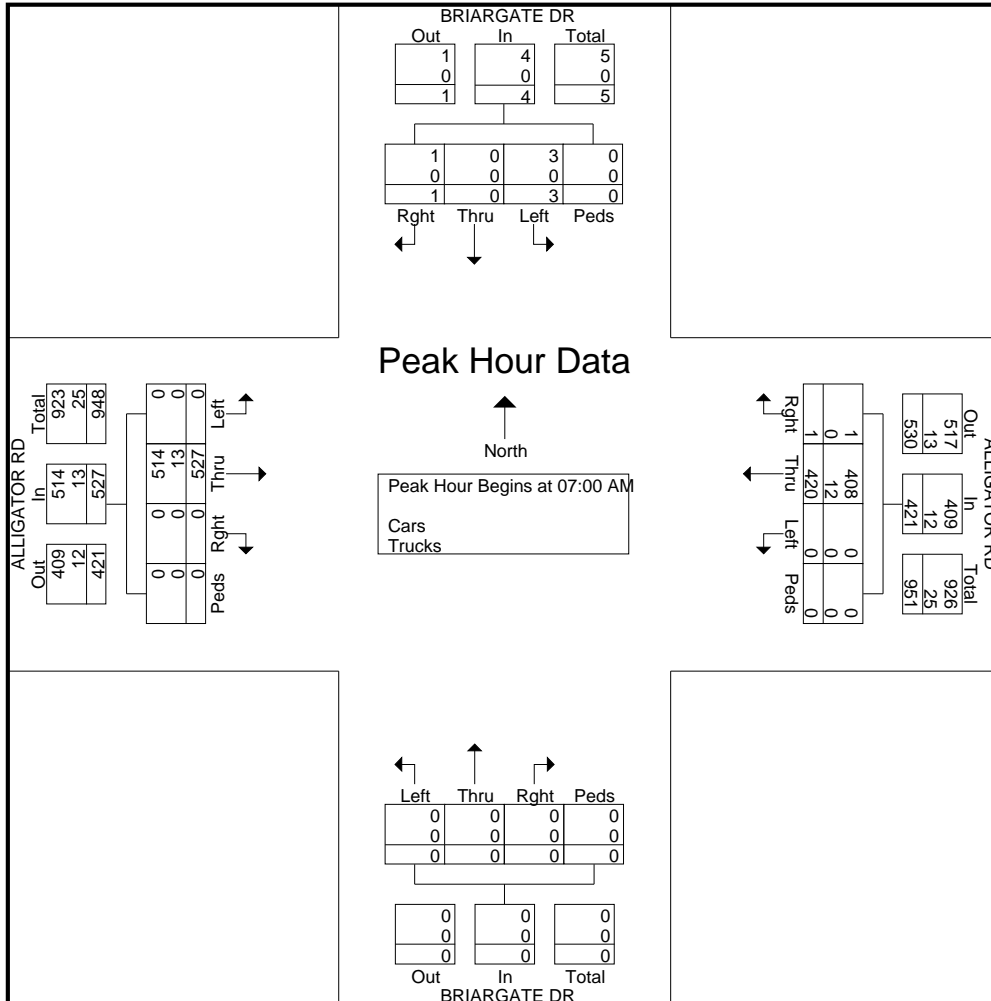 BRIARGATE DR
Out In Total
1 4 5
0 0 0
1 4 5
1 0 3 0
0 0 0 0
1 0 3 0
Rght Thru Left Peds
ALLIGATOR RD
Total In Out
923 514 409
25 13 12
948 527 421
0 514 0 0
0 13 0 0
0 527 0 0
Left Thru Rght Peds
Peak Hour Data
North
Peak Hour Begins at 07:00 AM
Cars
Trucks
Rght Thru Left Peds
1 408 0 0
0 12 0 0
1 420 0 0
Out In Total
517 409 926
13 12 25
530 421 951
ALLIGATOR RD
Left Thru Rght Peds
0 0 0 0
0 0 0 0
0 0 0 0
0 0 0
0 0 0
0 0 0
Out In Total
BRIARGATE DR